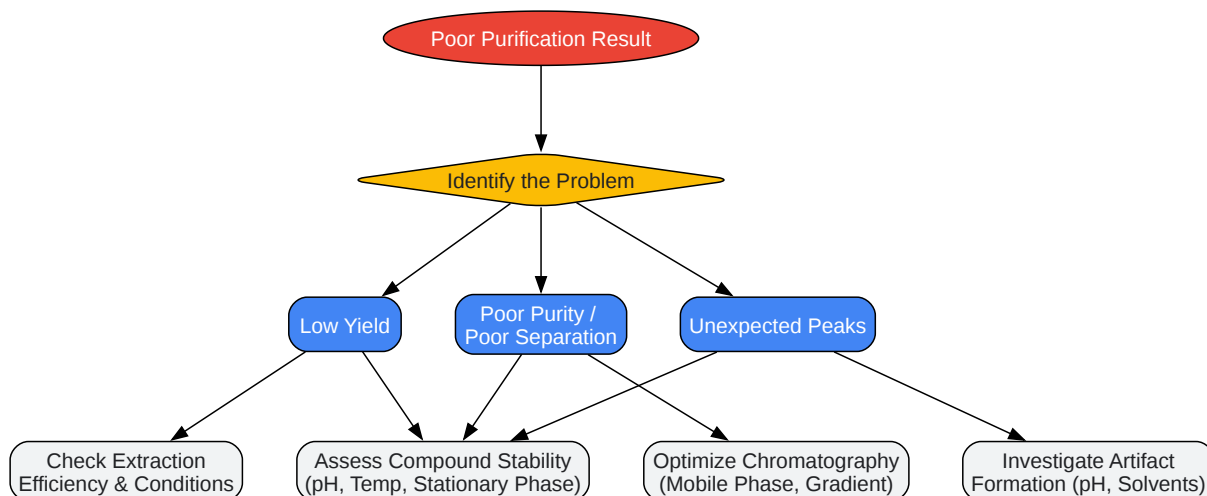 Poor Purification Result
Identify the Problem
Low Yield
Poor Purity /
Poor Separation
Unexpected Peaks
Check Extraction
Efficiency & Conditions
Assess Compound Stability
(pH, Temp, Stationary Phase)
Optimize Chromatography
(Mobile Phase, Gradient)
Investigate Artifact
Formation (pH, Solvents)